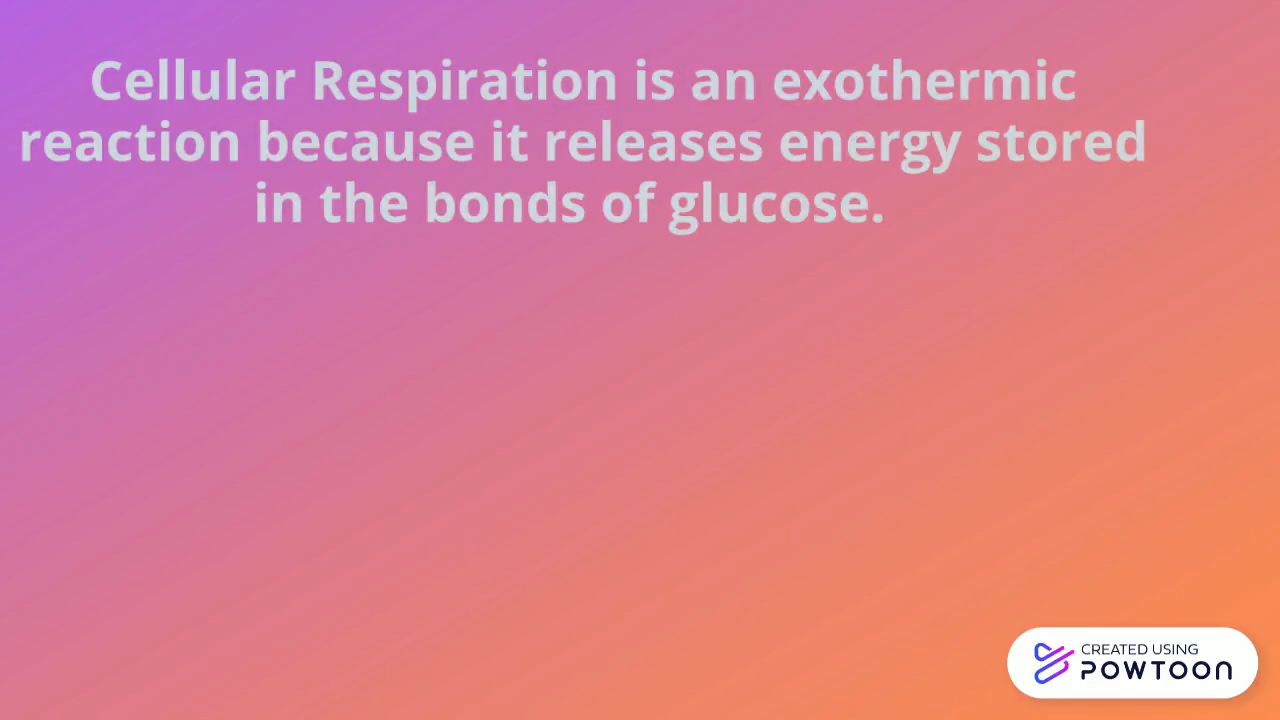 Cellular Respiration is an exothermic
reaction because it releases energy stored
in the bonds of glucose.
CREATED USING
POWTOON